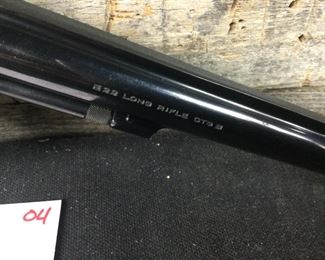 .22 LONG RIFLE CTG'S
04